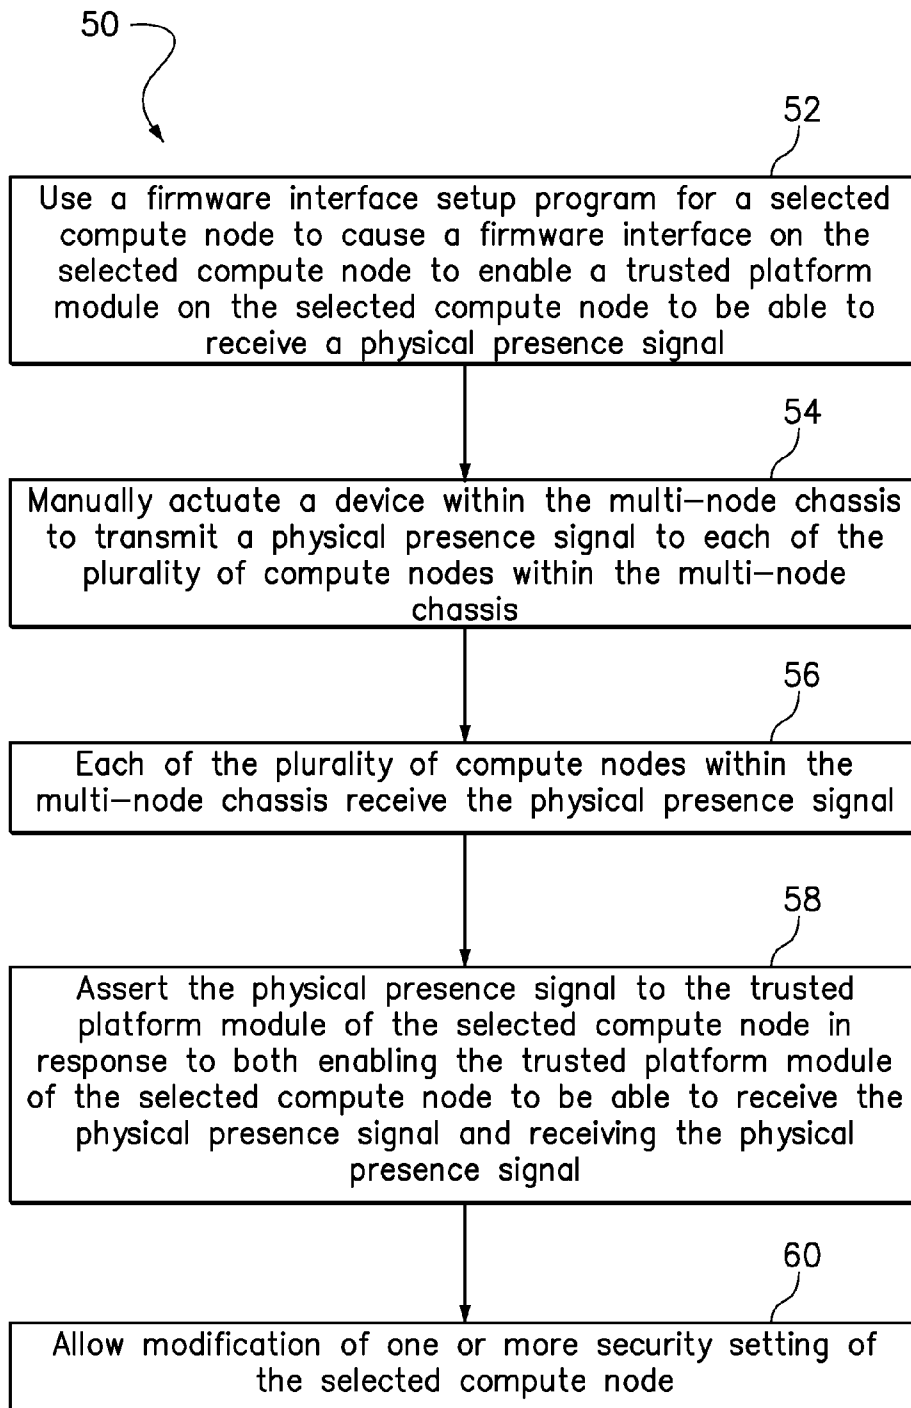 50
52
Use a firmware interface setup program for a selected
compute node to cause a firmware interface on the
selected compute node to enable a trusted platform
module on the selected compute node to be able to
receive a physical presence signal
54
Manually actuate a device within the multi-node chassis
to transmit a physical presence signal to each of the
plurality of compute nodes within the multi-node
chassis
56
Each of the plurality of compute nodes within the
multi-node chassis receive the physical presence signal
58
Assert the physical presence signal to the trusted
platform module of the selected compute node in
response to both enabling the trusted platform module
of the selected compute node to be able to receive the
physical presence signal and receiving the physical
presence signal
60
Allow modification of one or more security setting of
the selected compute node